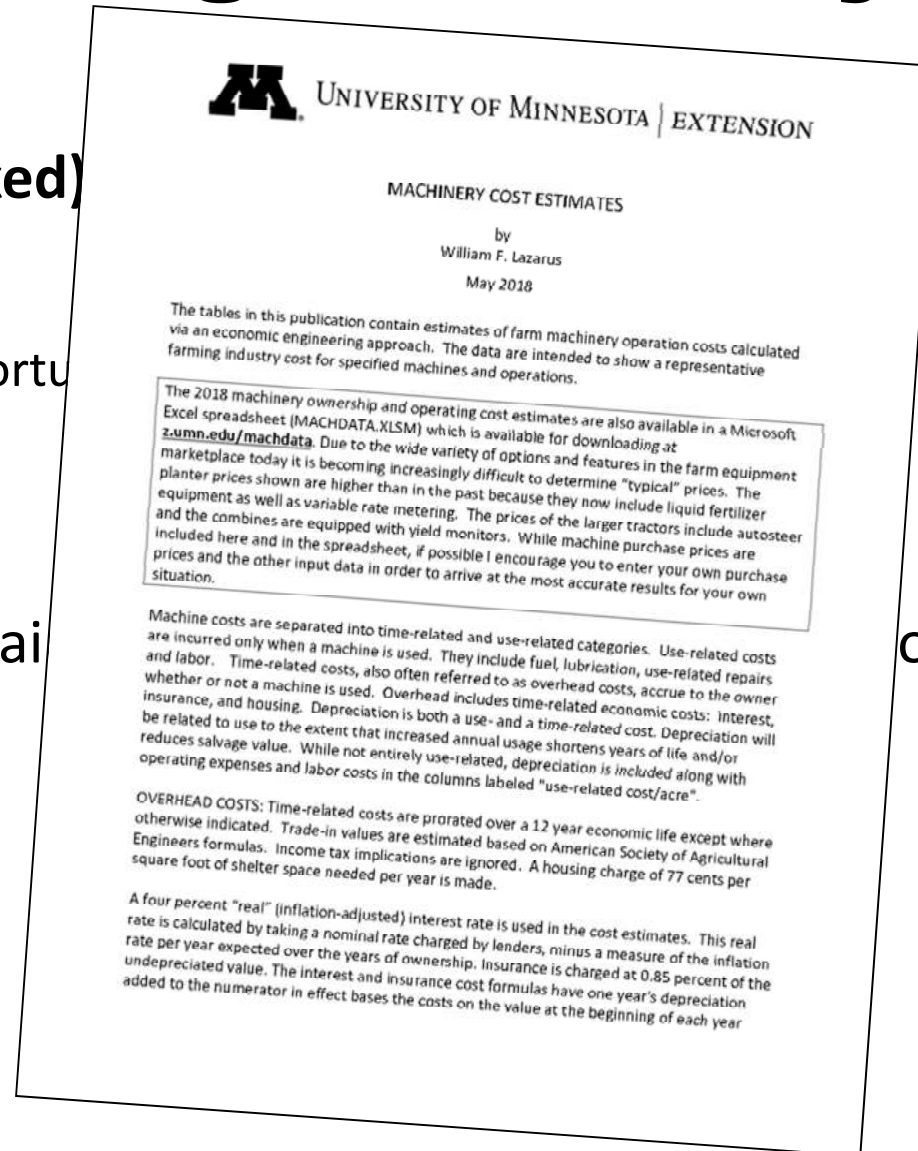 UNIVERSITY OF MINNESOTA | EXTENSION
ed)
MACHINERY COST ESTIMATES
by
William F. Lazarus
May 2018
The tables in this publication contain estimates of farm machinery operation costs calculated
via an economic engineering approach. The data are intended to show a representative
farming industry cost for specified machines and operations.
ortu
The 2018 machinery ownership and operating cost estimates are also available in a Microsoft
Excel spreadsheet (MACHDATA.XLSM) which is available for downloading at
z.umn.edu/machdata. Due to the wide variety of options and features in the farm equipment
marketplace today it is becoming increasingly difficult to determine "typical" prices. The
planter prices shown are higher than in the past because they now include liquid fertilizer
equipment as well as variable rate metering. The prices of the larger tractors include autosteer
and the combines are equipped with yield monitors. While machine purchase prices are
included here and in the spreadsheet, if possible I encourage you to enter your own purchase
prices and the other input data in order to arrive at the most accurate results for your own
situation.
ai
Machine costs are separated into time-related and use-related categories. Use-related costs
are incurred only when a machine is used. They include fuel, lubrication, use-related repairs
and labor. Time-related costs, also often referred to as overhead costs, accrue to the owner
whether or not a machine is used. Overhead includes time-related economic costs: interest,
insurance, and housing. Depreciation is both a use- and a time-related cost. Depreciation will
be related to use to the extent that increased annual usage shortens years of life and/or
reduces salvage value. While not entirely use-related, depreciation is included along with
operating expenses and labor costs in the columns labeled "use-related cost/acre".
OVERHEAD COSTS: Time-related costs are prorated over a 12 year economic life except where
otherwise indicated. Trade-in values are estimated based on American Society of Agricultural
Engineers formulas. Income tax implications are ignored. A housing charge of 77 cents per
square foot of shelter space needed per year is made.
A four percent "real" (inflation-adjusted) interest rate is used in the cost estimates. This real
rate is calculated by taking a nominal rate charged by lenders, minus a measure of the inflation
rate per year expected over the years of ownership. Insurance is charged at 0.85 percent of the
undepreciated value. The interest and insurance cost formulas have one year's depreciation
added to the numerator in effect bases the costs on the value at the beginning of each year